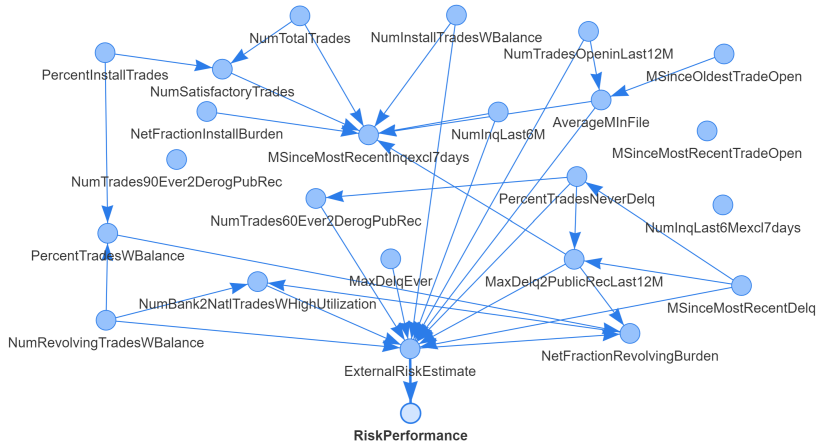 NumTotalTrades
NumInstallTradesWBalance
NumTradesOpeninLast12M
PercentInstallTrades
MSinceOldestTradeOpen
NumSatisfactoryTrades
AverageMInFile
NetFractionInstallBurden
NumInqLast6M
MSinceMostRecentInqexcl7days
MSinceMostRecentTradeOpen
NumTrades90Ever2DerogPubRec
PercentTradesNeverDelq
NumTrades60Ever2DerogPubRec
NumInqLast6Mexcl7days
PercentTradesWBalance
MaxDelqEver
MaxDelq2PublicRecLast12M
NumBank2NatlTradesWHighUtilization
MSinceMostRecentDelq
NumRevolvingTradesWBalance
NetFractionRevolvingBurden
ExternalRiskEstimate
RiskPerformance